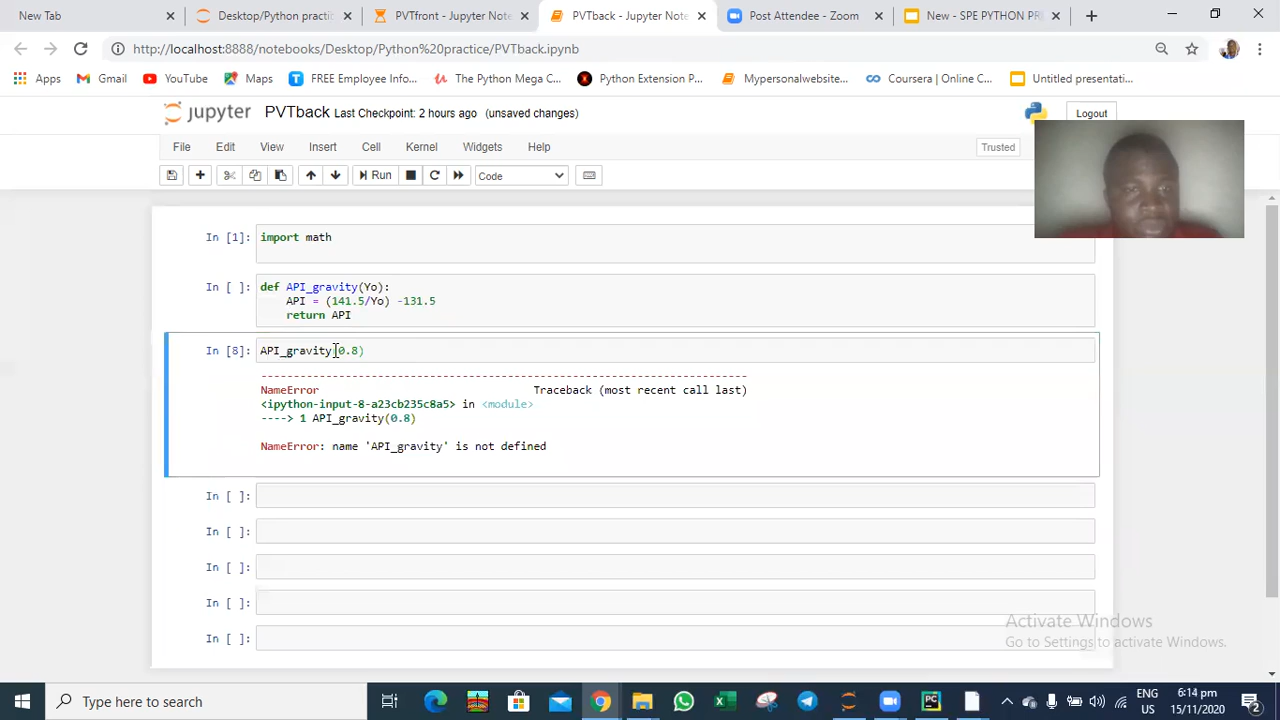 New Tab
Desktop/Python practic
PVTfront - Jupyter Note
PVTback - Jupyter Note
Post Attendee - Zoom
New - SPE PYTHON PR
http://localhost:8888/notebooks/Desktop/Python%20practice/PVTback.ipynb
Apps
Gmail
YouTube
Maps
FREE Employee Info...
The Python Mega C...
Python Extension P...
Mypersonalwebsite...
Coursera | Online C...
Untitled presentati...
jupyter PVTback Last Checkpoint: 2 hours ago (unsaved changes)
Logout
File Edit View Insert Cell Kernel Widgets Help
Trusted
Run
Code
In [1]: import math
In [ ]: def API_gravity(Yo):
API = (141.5/Yo) -131.5
return API
In [8]: API_gravity(0.8)
---------------------------------------------------------------------------
NameError Traceback (most recent call last)
<ipython-input-8-a23cb235c8a5> in <module>
----> 1 API_gravity(0.8)
NameError: name 'API_gravity' is not defined
In [ ]:
In [ ]:
In [ ]:
In [ ]:
In [ ]:
Activate Windows
Go to Settings to activate Windows.
Type here to search
ENG
US
6:14 pm
15/11/2020
2